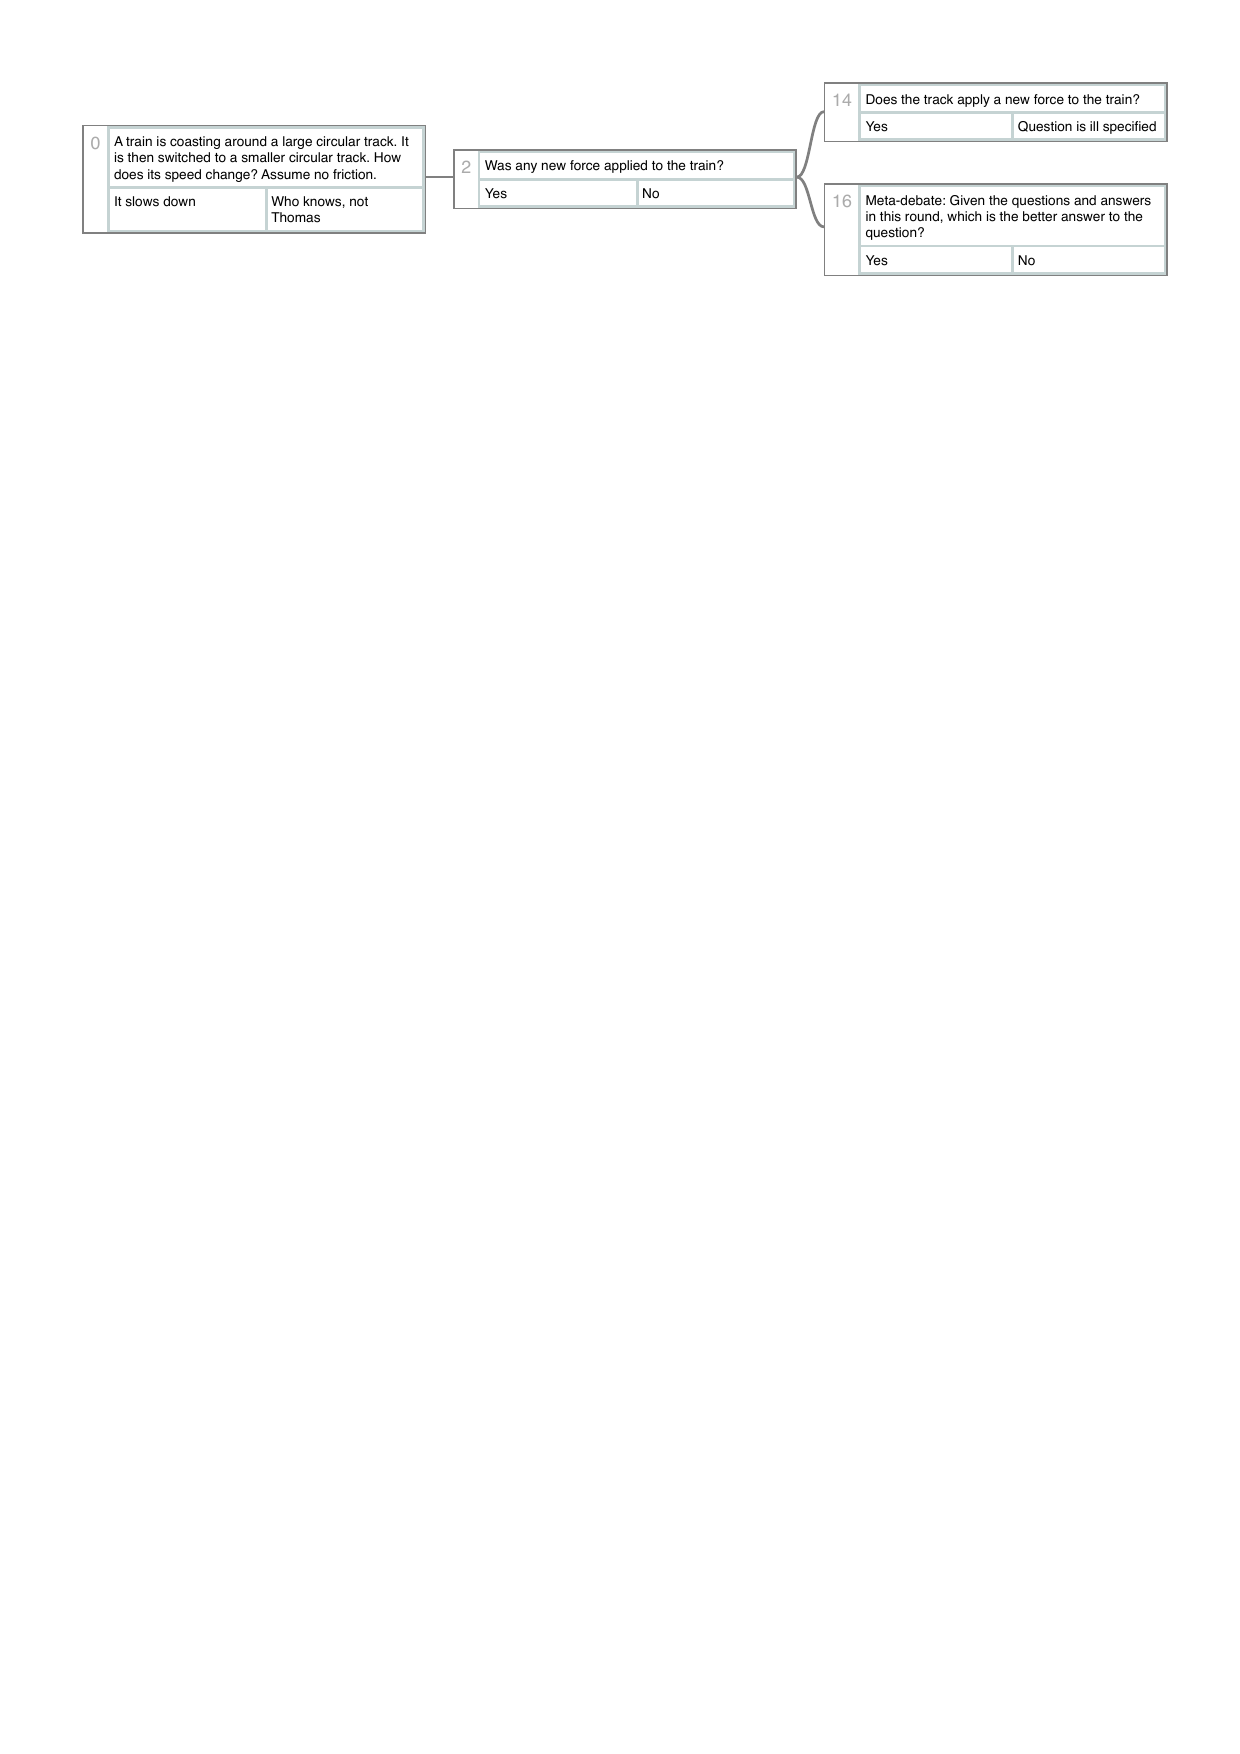 0
A train is coasting around a large circular track. It
is then switched to a smaller circular track. How
does its speed change? Assume no friction.
It slows down
Who knows, not
Thomas
2
Was any new force applied to the train?
Yes
No
14
Does the track apply a new force to the train?
Yes
Question is ill specified
16
Meta-debate: Given the questions and answers
in this round, which is the better answer to the
question?
Yes
No